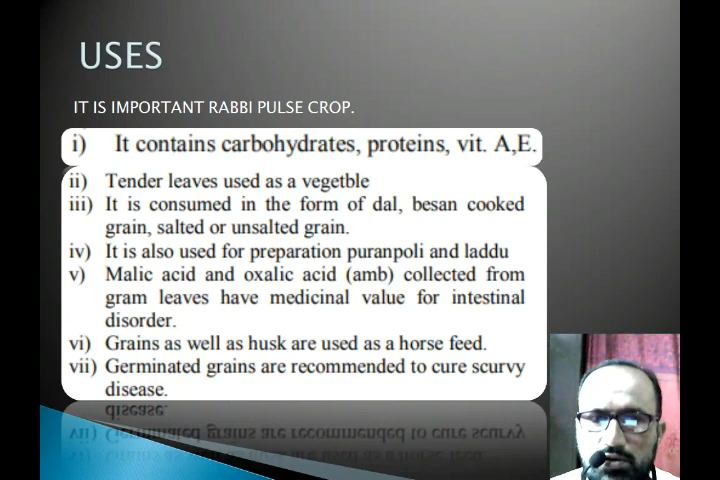 USES
IT IS IMPORTANT RABBI PULSE CROP.
i) It contains carbohydrates, proteins, vit. A,E.
ii) Tender leaves used as a vegetble
iii) It is consumed in the form of dal, besan cooked
grain, salted or unsalted grain.
iv) It is also used for preparation puranpoli and laddu
v) Malic acid and oxalic acid (amb) collected from
gram leaves have medicinal value for intestinal
disorder.
vi) Grains as well as husk are used as a horse feed.
vii) Germinated grains are recommended to cure scurvy
disease.